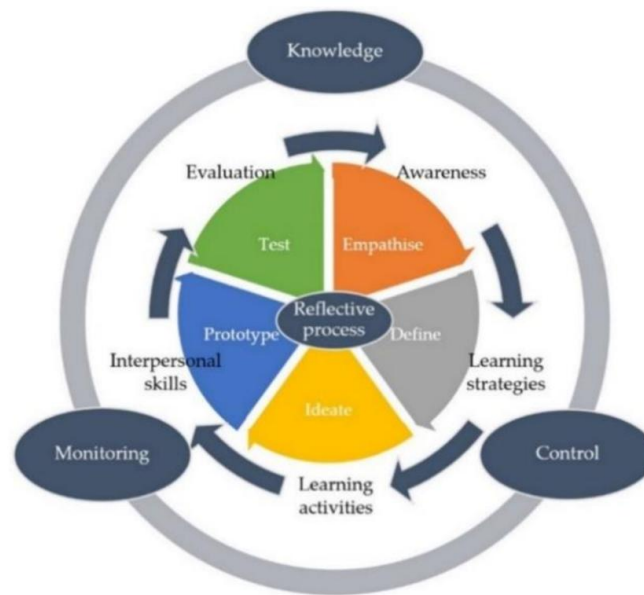 Knowledge
Evaluation
Awareness
Test
Empathise
Reflective
process
Prototype
Define
Interpersonal
skills
Learning
strategies
Ideate
Monitoring
Control
Learning
activities